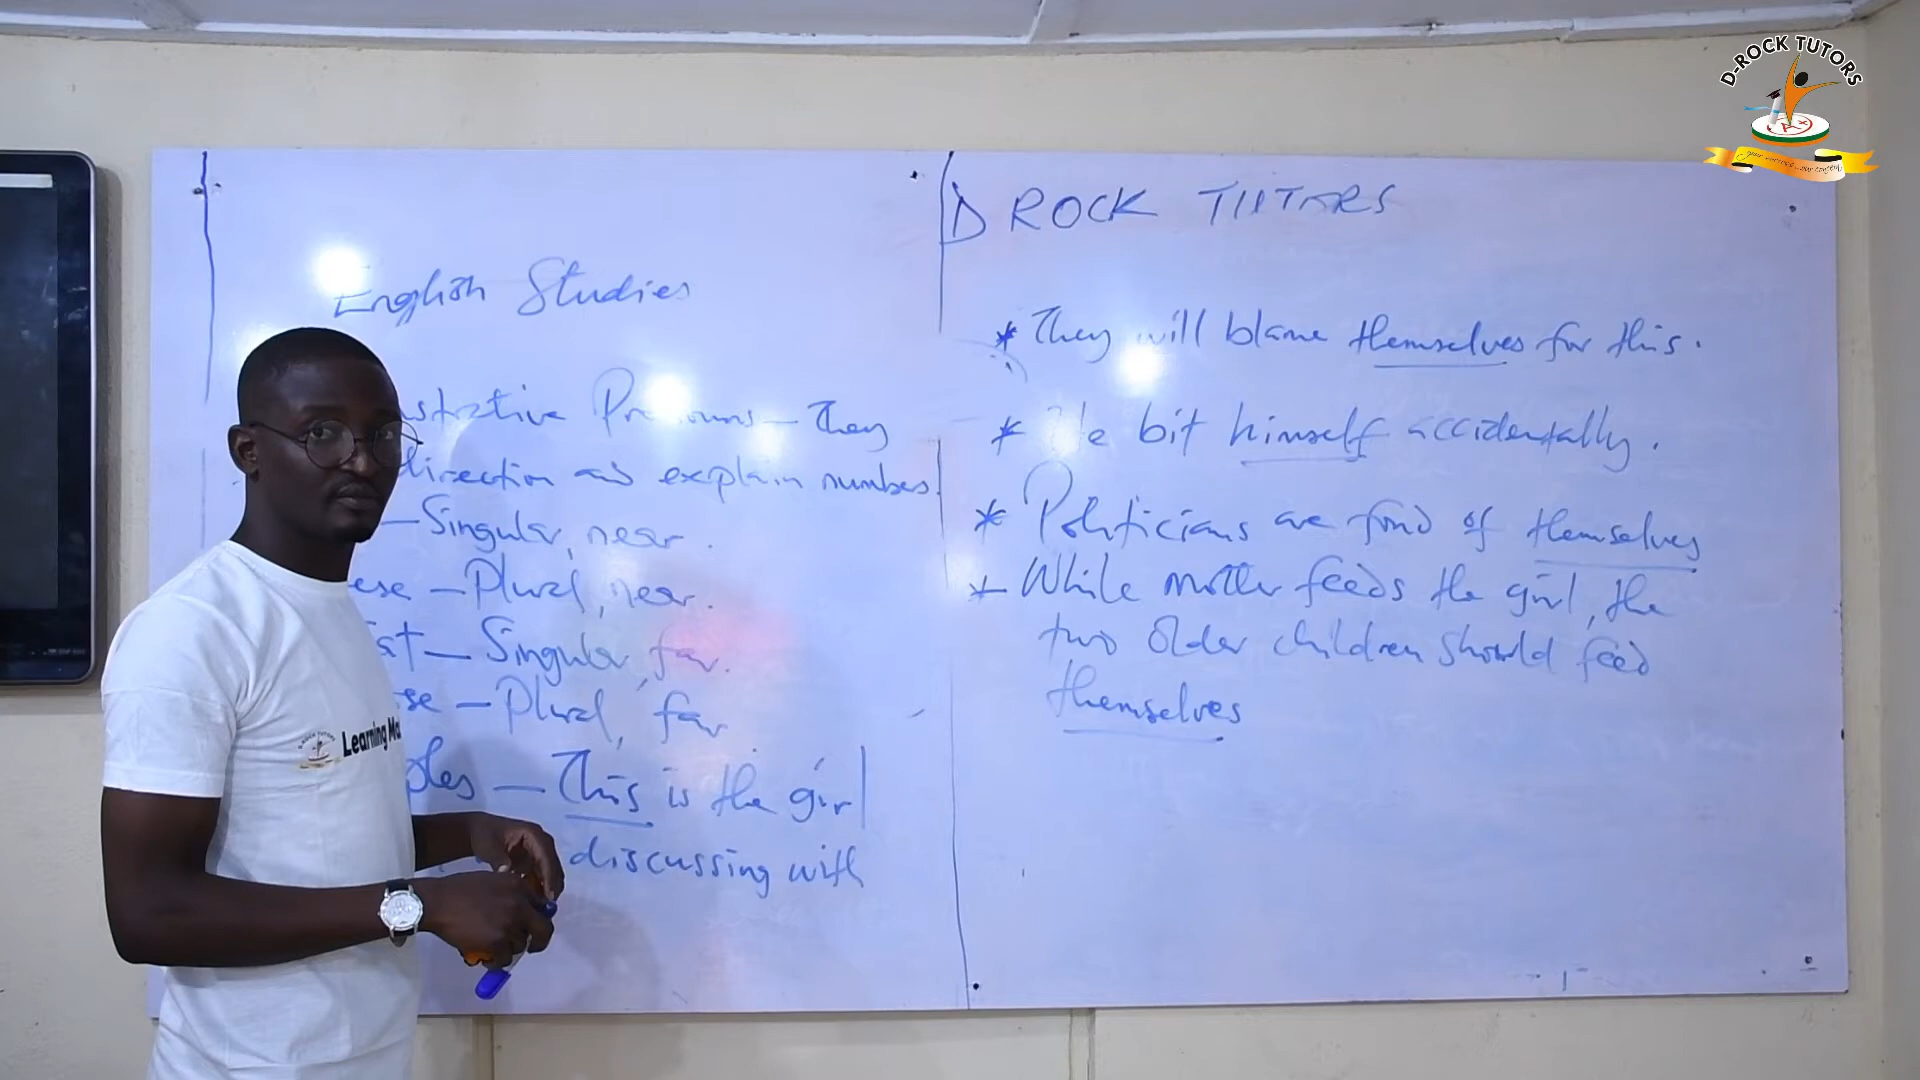 D-ROCK TUTORS
A+
English Studies
Pronouns - They
direction and explain numbers.
- Singular, near.
- Plural, near.
- Singular, far.
- Plural, far
- This is the girl
discussing with
Learning Ma
D ROCK TUTORS
* They will blame themselves for this.
* He bit himself accidentally.
* Politicians are fond of themselves
* While mother feeds the girl, the
two older children should feed
themselves